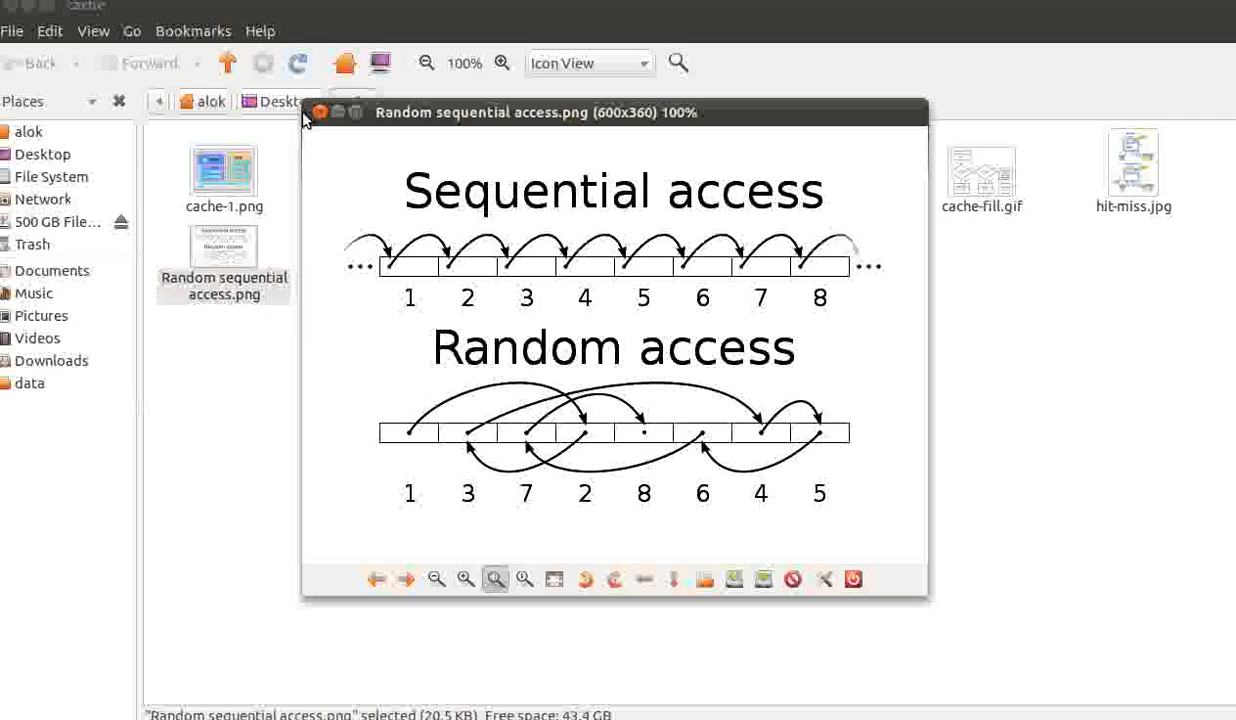 cache
File Edit View Go Bookmarks Help
Back Forward 100% Icon View
Places alok
Random sequential access.png (600x360) 100%
alok
Desktop
File System
Network
500 GB File...
Trash
Documents
Music
Pictures
Videos
Downloads
data
cache-1.png
Random sequential
access.png
Sequential access
... ...
1 2 3 4 5 6 7 8
Random access
1 3 7 2 8 6 4 5
cache-fill.gif
hit-miss.jpg
"Random sequential access.png" selected (20.5 KB) Free space: 43.4 GB